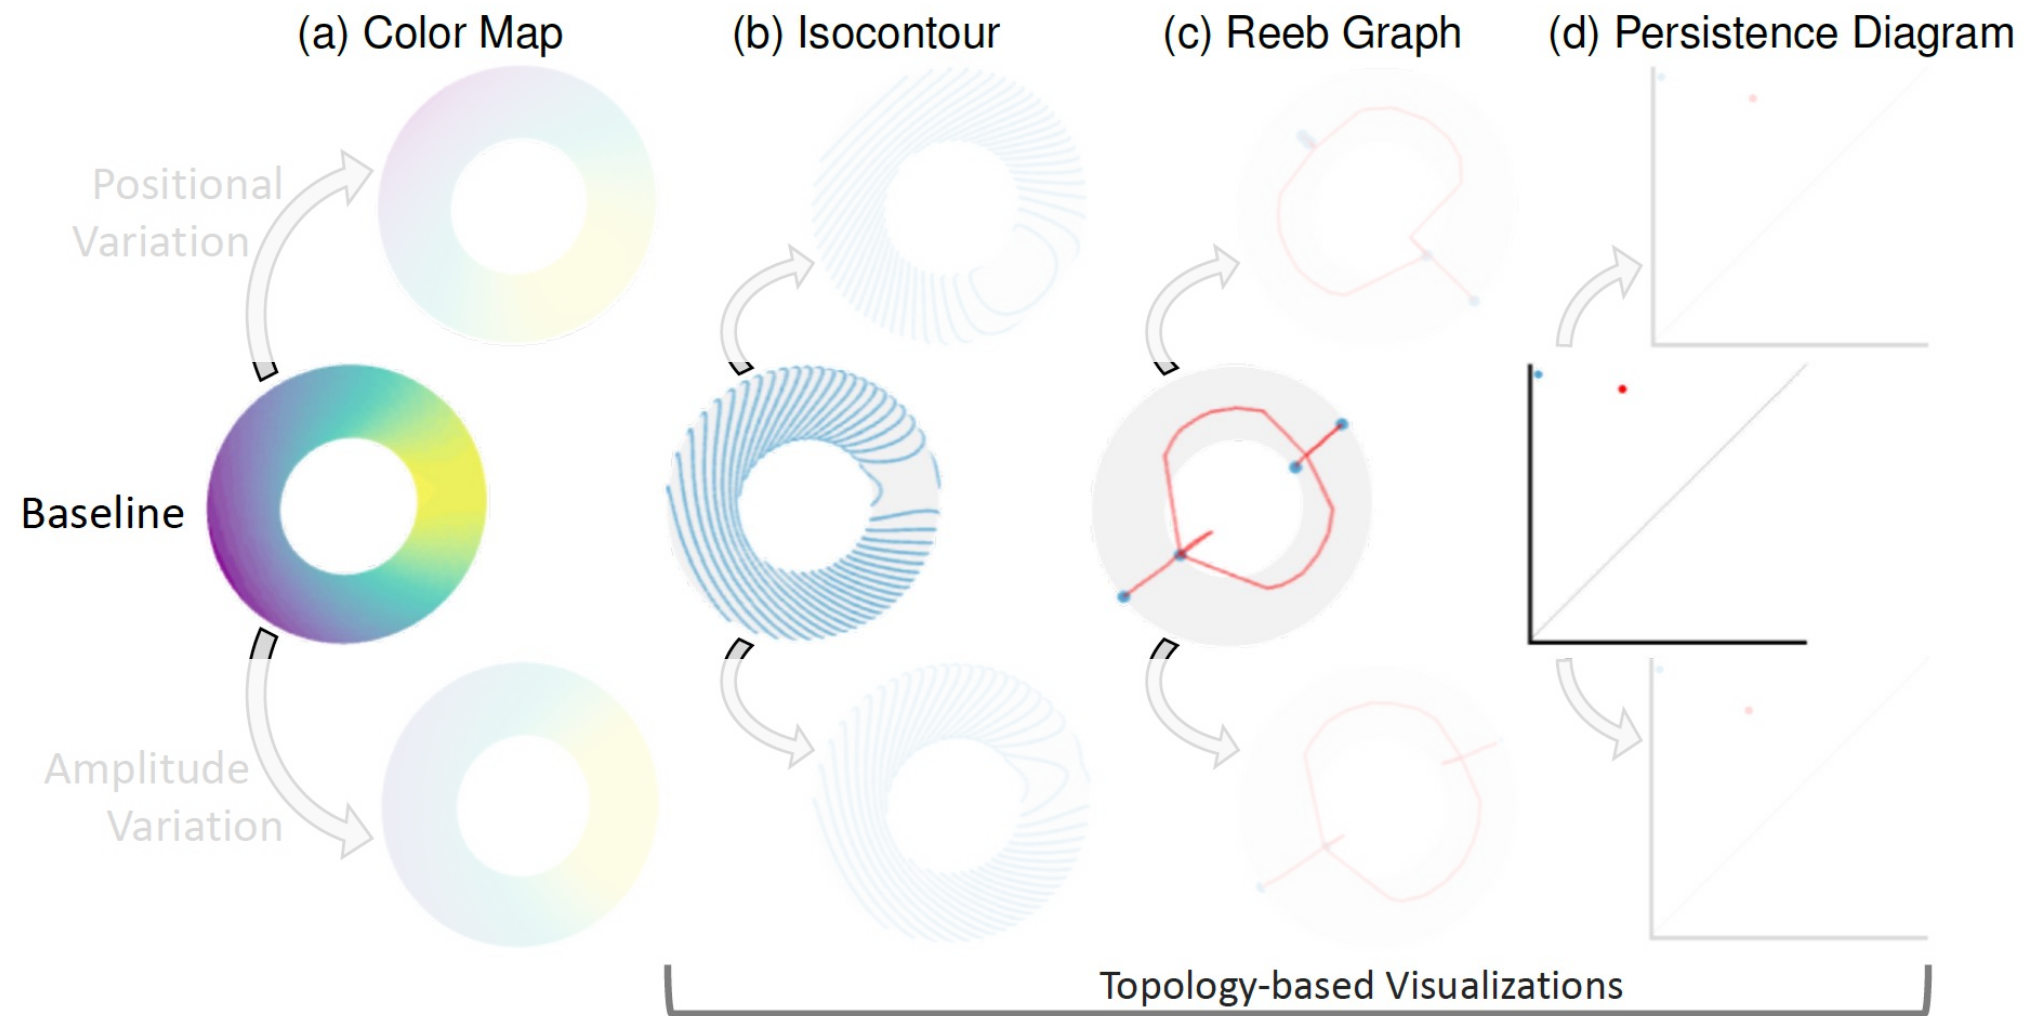 (a) Color Map
(b) Isocontour
(c) Reeb Graph
(d) Persistence Diagram
Positional
Variation
Baseline
Amplitude
Variation
Topology-based Visualizations